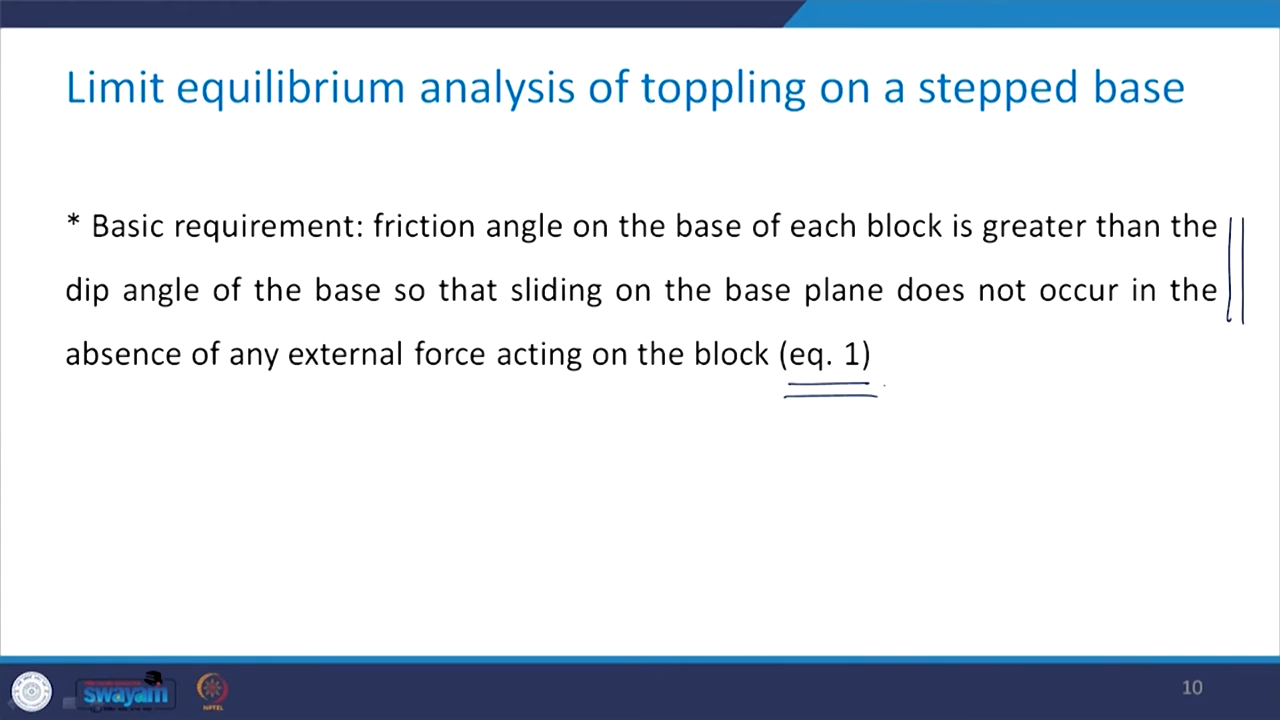 Limit equilibrium analysis of toppling on a stepped base
* Basic requirement: friction angle on the base of each block is greater than the
dip angle of the base so that sliding on the base plane does not occur in the
absence of any external force acting on the block (eq. 1)
swayam
NPTEL
10